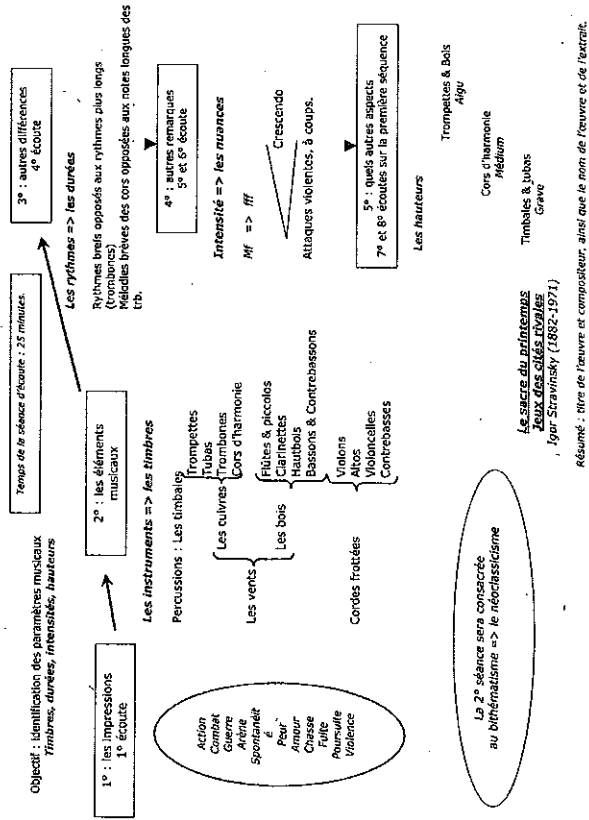 Objectif : identification des paramètres musicaux
Timbres, durées, intensités, hauteurs
Temps de la séance d'écoute : 25 minutes.
1° : les impressions
1° écoute
Action
Combat
Guerre
Arène
Spontanéit
é
Peur
Amour
Chasse
Fuite
Poursuite
Violence
2° : les éléments
musicaux
Les instruments => les timbres
Percussions : Les timbales
Les vents
Les cuivres
Trompettes
Tubas
Trombones
Cors d'harmonie
Les bois
Flûtes & piccolos
Clarinettes
Hautbois
Bassons & Contrebassons
Cordes frottées
Violons
Altos
Violoncelles
Contrebasses
3° : autres différences
4° écoute
Les rythmes => les durées
Rythmes brefs opposés aux rythmes plus longs
(trombones)
Mélodies brèves des cors opposées aux notes longues des
trb.
4° : autres remarques
5° et 6° écoute
Intensité => les nuances
Mf => fff
Crescendo
Attaques violentes, à coups.
5° : quels autres aspects
7° et 8° écoutes sur la première séquence
Les hauteurs
Trompettes & Bois
Aigu
Cors d'harmonie
Médium
Timbales & tubas
Grave
La 2° séance sera consacrée
au bithématisme => le néoclassicisme
Le sacre du printemps
Jeux des cités rivales
Igor Stravinsky (1882-1971)
Résumé : titre de l'œuvre et compositeur, ainsi que le nom de l'œuvre et de l'extrait.